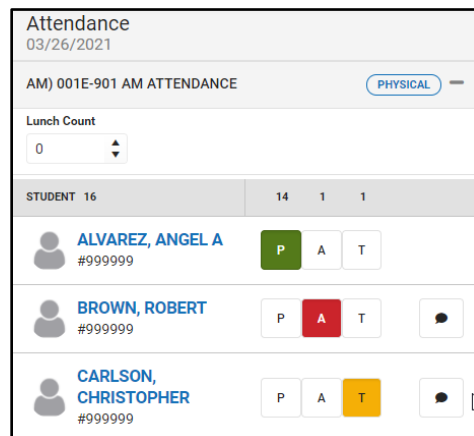 Attendance
03/26/2021
AM) 001E-901 AM ATTENDANCE PHYSICAL
Lunch Count
0
STUDENT 16 14 1 1
ALVAREZ, ANGEL A
#999999
P A T
BROWN, ROBERT
#999999
P A T
CARLSON,
CHRISTOPHER
#999999
P A T